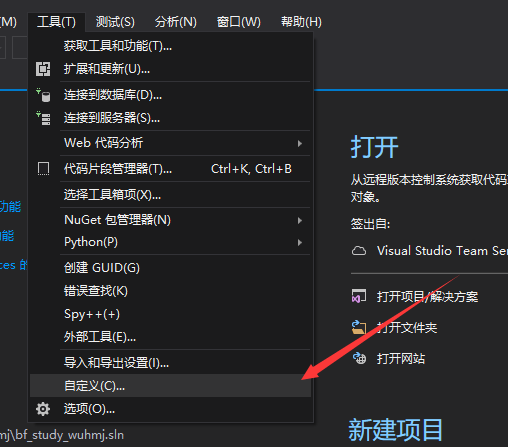 M)
工具(T)
测试(S)
分析(N)
窗口(W)
帮助(H)
获取工具和功能(T)...
扩展和更新(U)...
连接到数据库(D)...
连接到服务器(S)...
Web 代码分析
代码片段管理器(T)... Ctrl+K, Ctrl+B
选择工具箱项(X)...
NuGet 包管理器(N)
Python(P)
创建 GUID(G)
错误查找(K)
Spy++(+)
外部工具(E)...
导入和导出设置(I)...
自定义(C)...
选项(O)...
功能
功能
ces 的
mj\bf_study_wuhmj.sln
打开
从远程版本控制系统获取代码
对象。
签出自:
Visual Studio Team Ser
打开项目/解决方案
打开文件夹
打开网站
新建项目